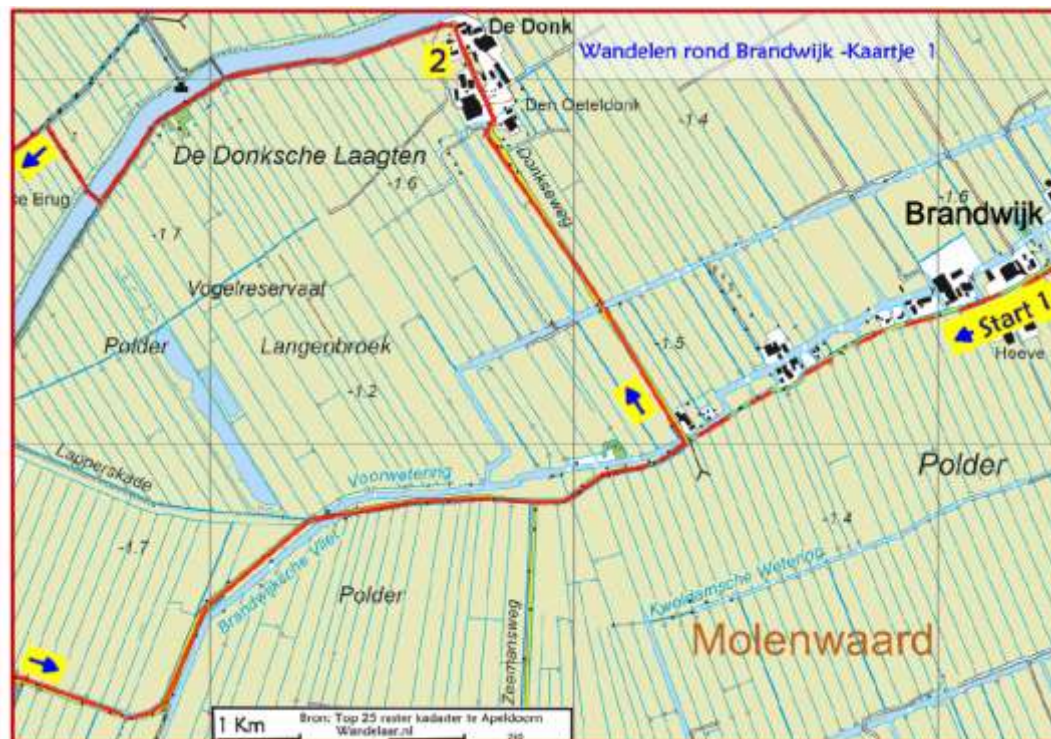 De Donk
Wandelen rond Brandwijk -Kaartje 1
2
Den Oeteldonk
-1.4
De Donksche Laagten
-1.6
Donkseweg
-1.6
Brandwijk
se Brug
-1.7
Vogelreservaat
Start 1
Polder
Langenbroek
-1.5
Hoeve
-1.2
Lapperskade
Voorwetering
Polder
-1.7
-1.4
Brandwijksche Vliet
Polder
Zeemansweg
Molenwaard
1 Km
Bron: Top 25 raster kadaster te Apeldoorn
Wandelaar.nl